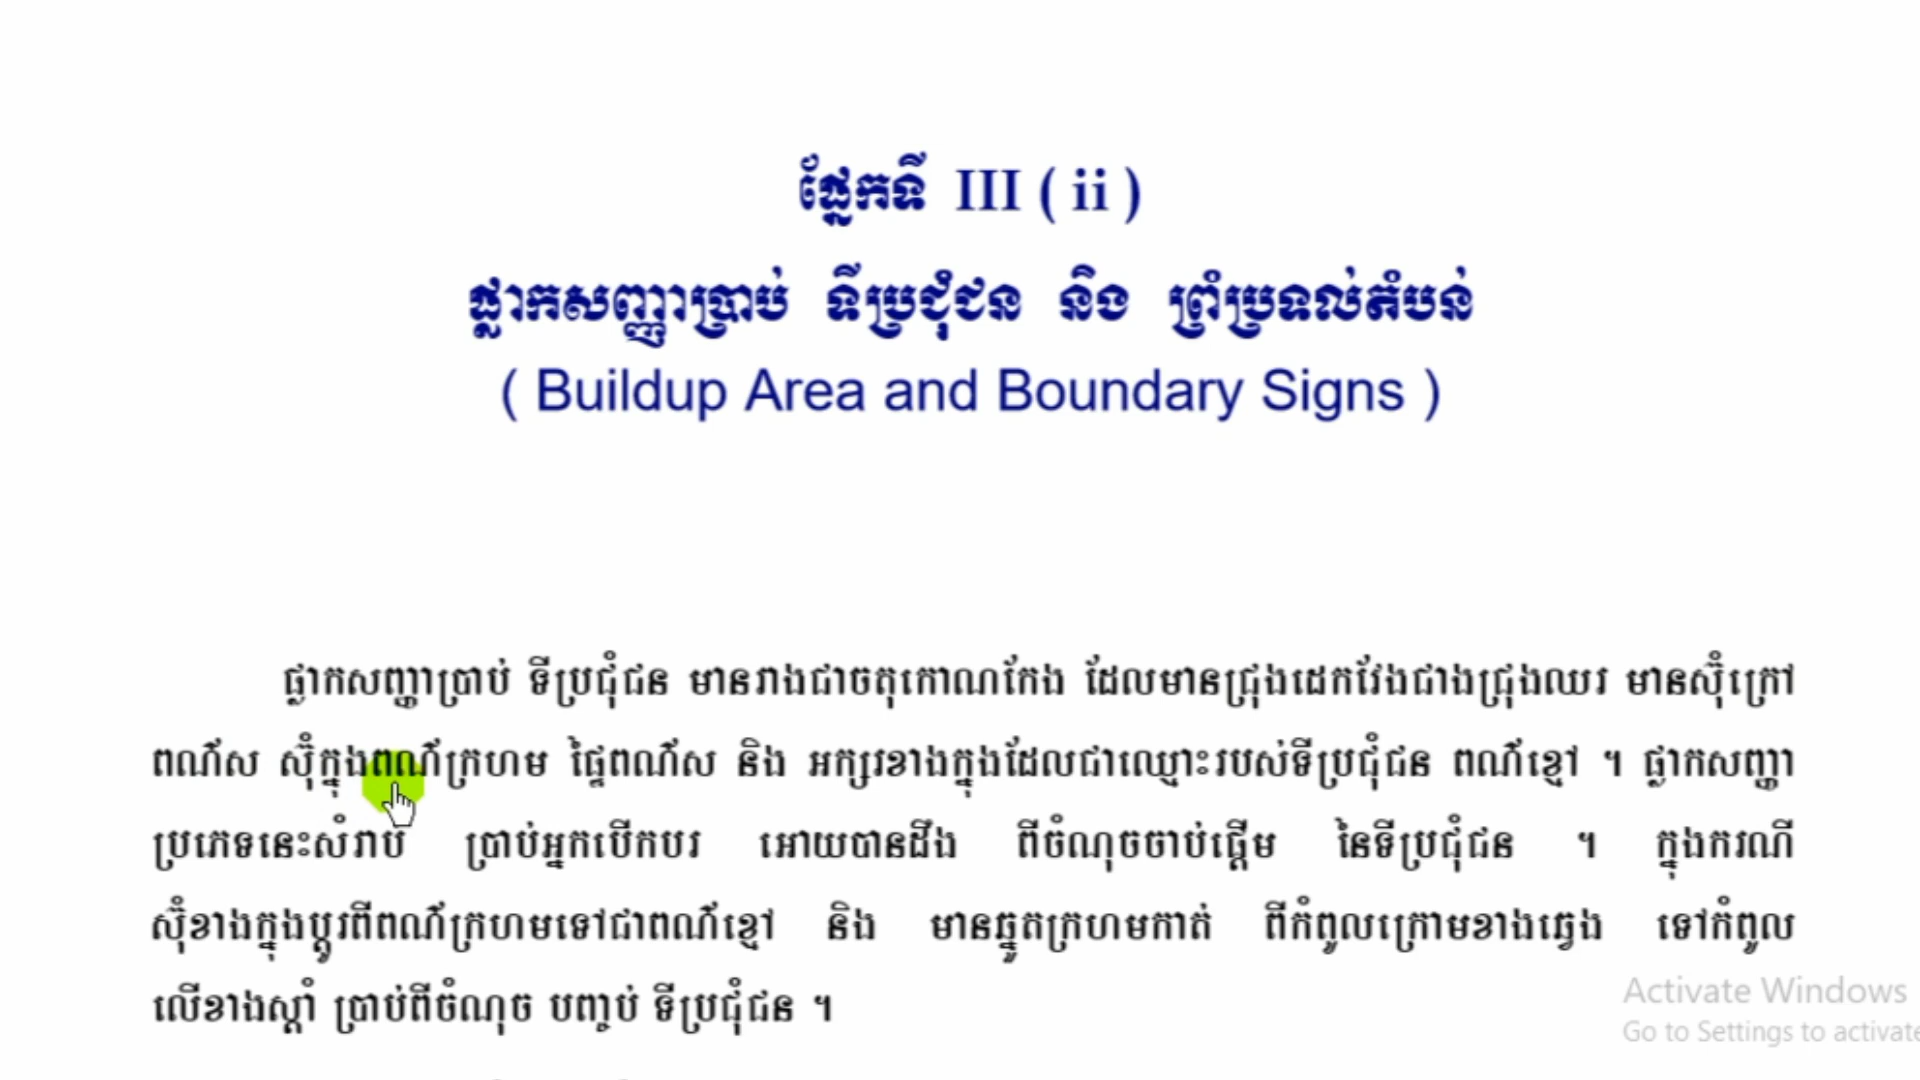 ផ្នែកទី III ( ii )
ផ្លាកសញ្ញាប្រាប់ ទីប្រជុំជន និង ព្រំប្រទល់តំបន់
( Buildup Area and Boundary Signs )
ផ្លាកសញ្ញាប្រាប់ ទីប្រជុំជន មានរាងជាចតុកោណកែង ដែលមានជ្រុងដេកវែងជាងជ្រុងឈរ មានស៊ុំក្រៅ
ពណ៌ស ស៊ុំក្នុងពណ៌ក្រហម ផ្ទៃពណ៌ស និង អក្សរខាងក្នុងដែលជាឈ្មោះរបស់ទីប្រជុំជន ពណ៌ខ្មៅ ។ ផ្លាកសញ្ញា
ប្រភេទនេះសំរាប់ ប្រាប់អ្នកបើកបរ អោយបានដឹង ពីចំណុចចាប់ផ្តើម នៃទីប្រជុំជន ។ ក្នុងករណី
ស៊ុំខាងក្នុងប្តូរពីពណ៌ក្រហមទៅជាពណ៌ខ្មៅ និង មានឆ្នូតក្រហមកាត់ ពីកំពូលក្រោមខាងឆ្វេង ទៅកំពូល
លើខាងស្តាំ ប្រាប់ពីចំណុច បញ្ចប់ ទីប្រជុំជន ។
Activate Windows
Go to Settings to activate